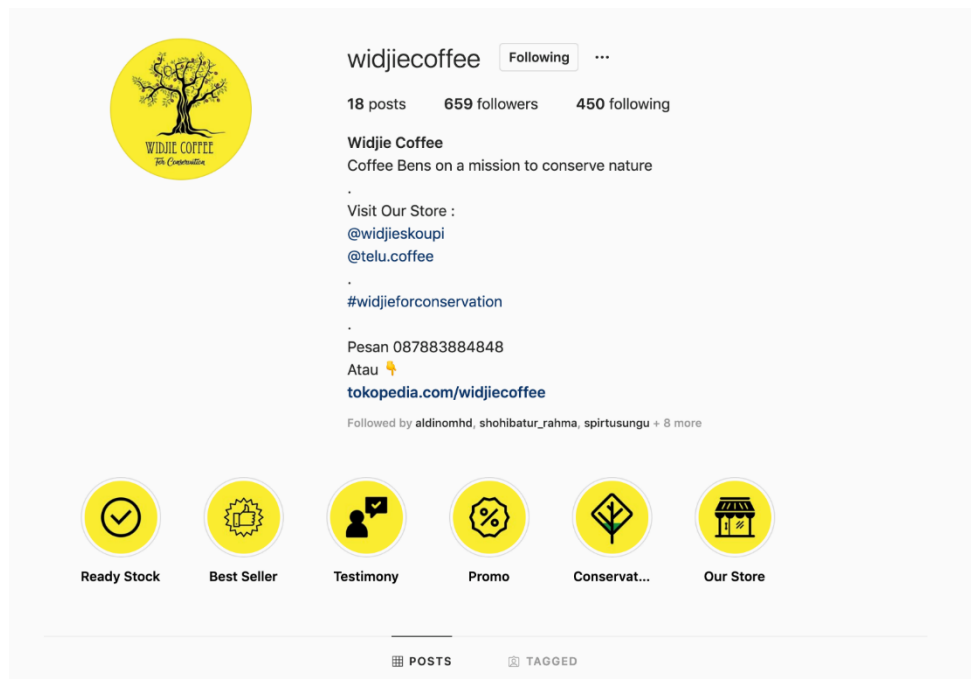 COFFEE
WIDJIE COFFEE
For Conservation
widjiecoffee Following ...
18 posts 659 followers 450 following
Widjie Coffee
Coffee Bens on a mission to conserve nature
.
Visit Our Store :
@widjieskoupi
@telu.coffee
.
#widjieforconservation
.
Pesan 087883884848
Atau 👇
tokopedia.com/widjiecoffee
Followed by aldinomhd, shohibatur_rahma, spirtusungu + 8 more
Ready Stock Best Seller Testimony Promo Conservat... Our Store
POSTS TAGGED